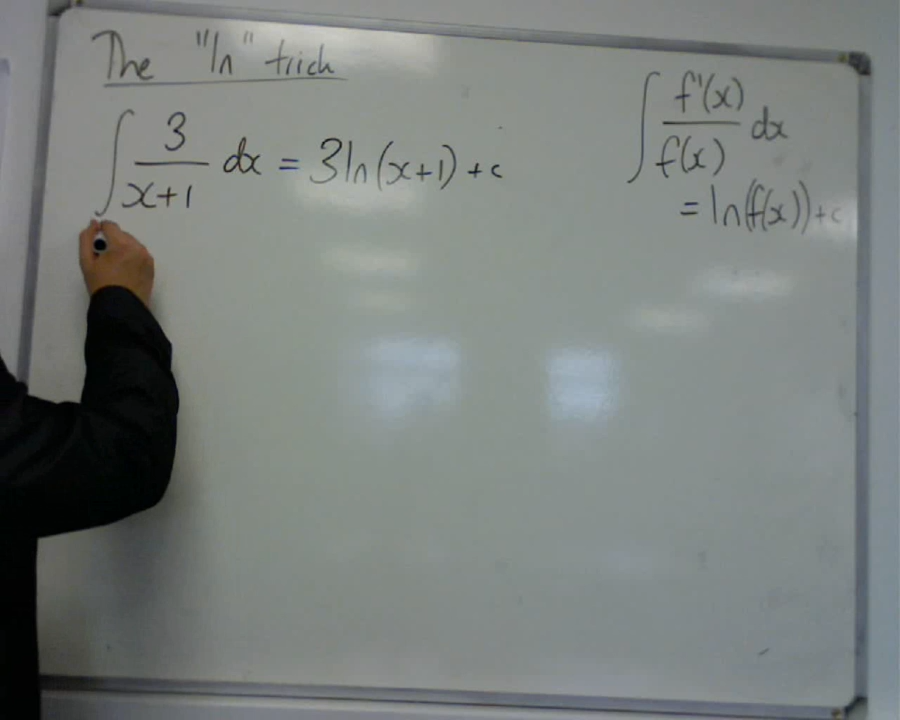 The "ln" trick
∫ 3/(x+1) dx = 3ln(x+1) + c
∫ f'(x)/f(x) dx
= ln(f(x)) + c